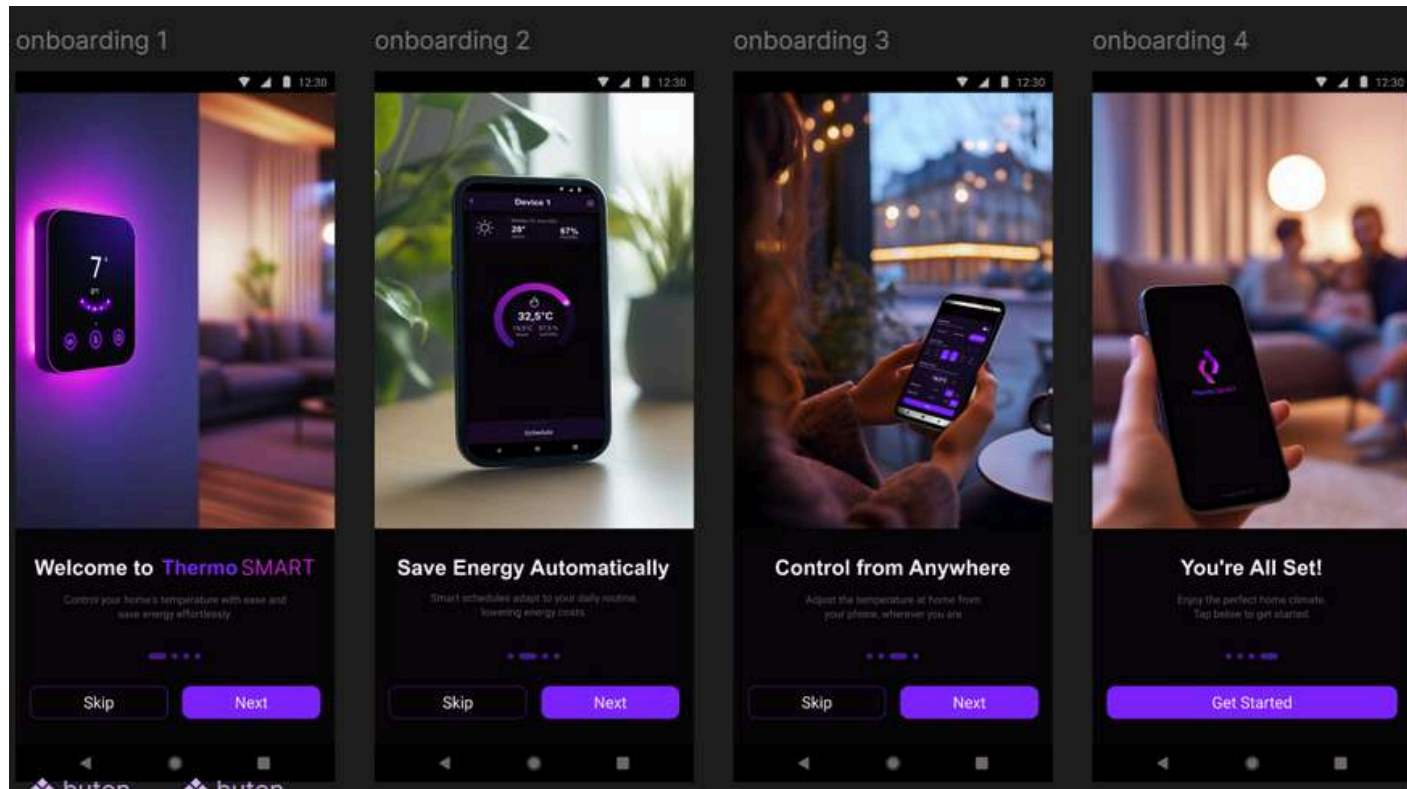 onboarding 1
12:30
7°
Welcome to ThermoSMART
Control your home's temperature with ease and
save energy effortlessly
Skip
Next
onboarding 2
12:30
Device 1
28°
67%
32,5°C
Schedule
Save Energy Automatically
Smart schedules adapt to your daily routine,
lowering energy costs.
Skip
Next
onboarding 3
12:30
Control from Anywhere
Adjust the temperature at home from
your phone, wherever you are
Skip
Next
onboarding 4
12:30
ThermoSMART
You're All Set!
Enjoy the perfect home climate.
Tap below to get started.
Get Started
buton
buton